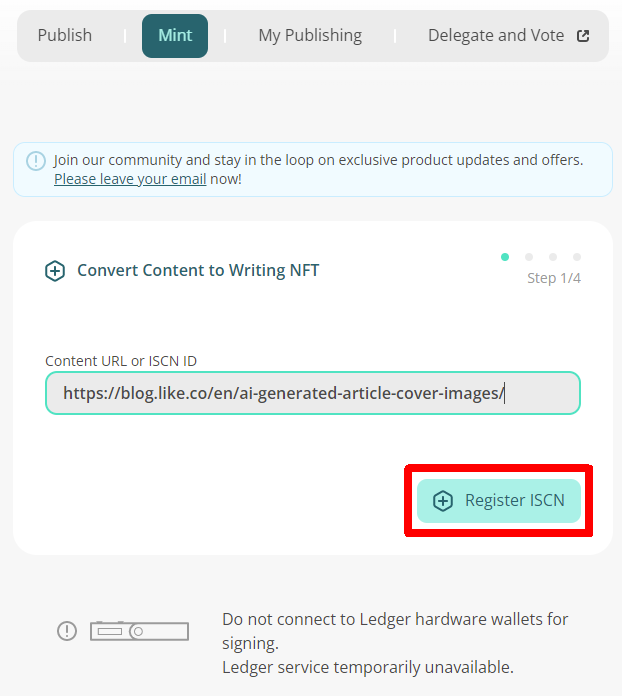 Publish Mint My Publishing Delegate and Vote
Join our community and stay in the loop on exclusive product updates and offers.
Please leave your email now!
Convert Content to Writing NFT
Step 1/4
Content URL or ISCN ID
https://blog.like.co/en/ai-generated-article-cover-images/
Register ISCN
Do not connect to Ledger hardware wallets for
signing.
Ledger service temporarily unavailable.